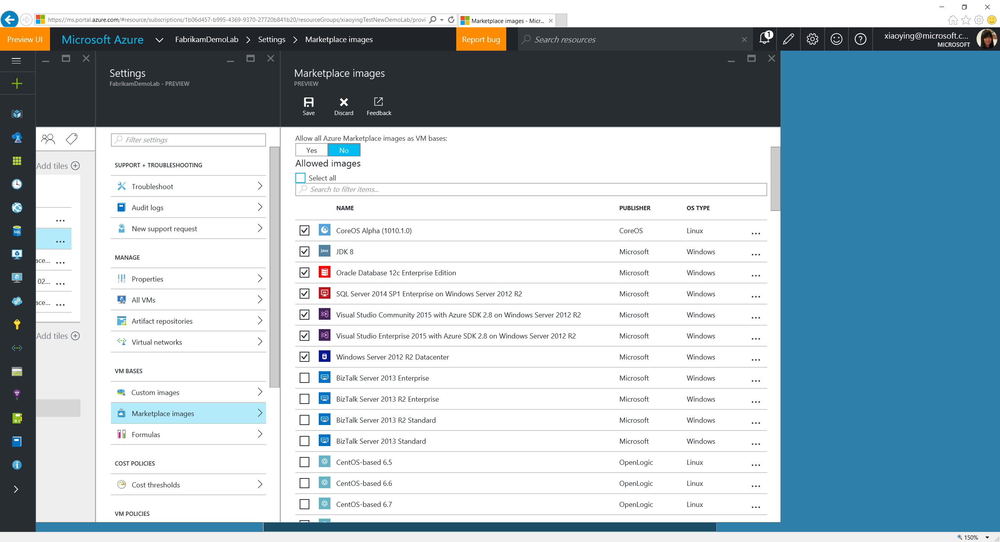 https://ms.portal.azure.com/#resource/subscriptions/1b06d457-b995-4369-9370-27720b841b20/resourceGroups/xiaoyingTestNewDemoLab/provi
Marketplace images - Micr...
Preview UI
Microsoft Azure
FabrikamDemoLab > Settings > Marketplace images
Report bug
Search resources
1
xiaoying@microsoft.c...
MICROSOFT
Add tiles
ace...
02...
ace...
Add tiles
Settings
FabrikamDemoLab - PREVIEW
Filter settings
SUPPORT + TROUBLESHOOTING
Troubleshoot
Audit logs
New support request
MANAGE
Properties
All VMs
Artifact repositories
Virtual networks
VM BASES
Custom images
Marketplace images
Formulas
COST POLICIES
Cost thresholds
VM POLICIES
Marketplace images
PREVIEW
Save Discard Feedback
Allow all Azure Marketplace images as VM bases:
Yes No
Allowed images
Select all
Search to filter items...
NAME PUBLISHER OS TYPE
CoreOS Alpha (1010.1.0) CoreOS Linux ...
Java JDK 8 Microsoft Windows ...
Oracle Database 12c Enterprise Edition Microsoft Windows ...
SQL SQL Server 2014 SP1 Enterprise on Windows Server 2012 R2 Microsoft Windows ...
Visual Studio Community 2015 with Azure SDK 2.8 on Windows Server 2012 R2 Microsoft Windows ...
Visual Studio Enterprise 2015 with Azure SDK 2.8 on Windows Server 2012 R2 Microsoft Windows ...
Windows Server 2012 R2 Datacenter Microsoft Windows ...
BizTalk Server 2013 Enterprise Microsoft Windows ...
BizTalk Server 2013 R2 Enterprise Microsoft Windows ...
BizTalk Server 2013 R2 Standard Microsoft Windows ...
BizTalk Server 2013 Standard Microsoft Windows ...
CentOS-based 6.5 OpenLogic Linux ...
CentOS-based 6.6 OpenLogic Linux ...
CentOS-based 6.7 OpenLogic Linux ...
SQL
150%